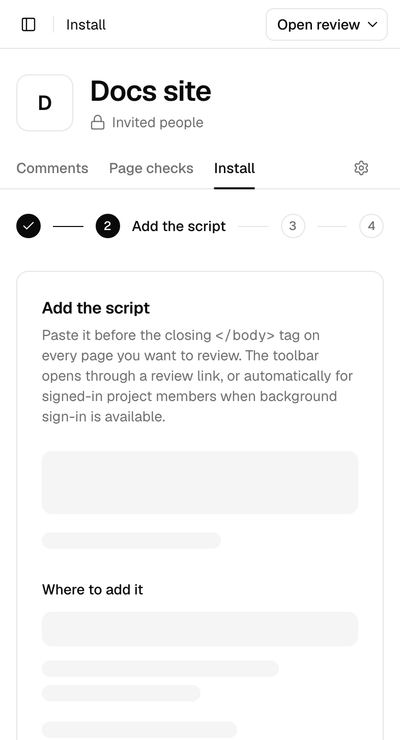 Install
Open review
D
Docs site
Invited people
Comments
Page checks
Install
2
Add the script
3
4
Add the script
Paste it before the closing </body> tag on
every page you want to review. The toolbar
opens through a review link, or automatically for
signed-in project members when background
sign-in is available.
Where to add it